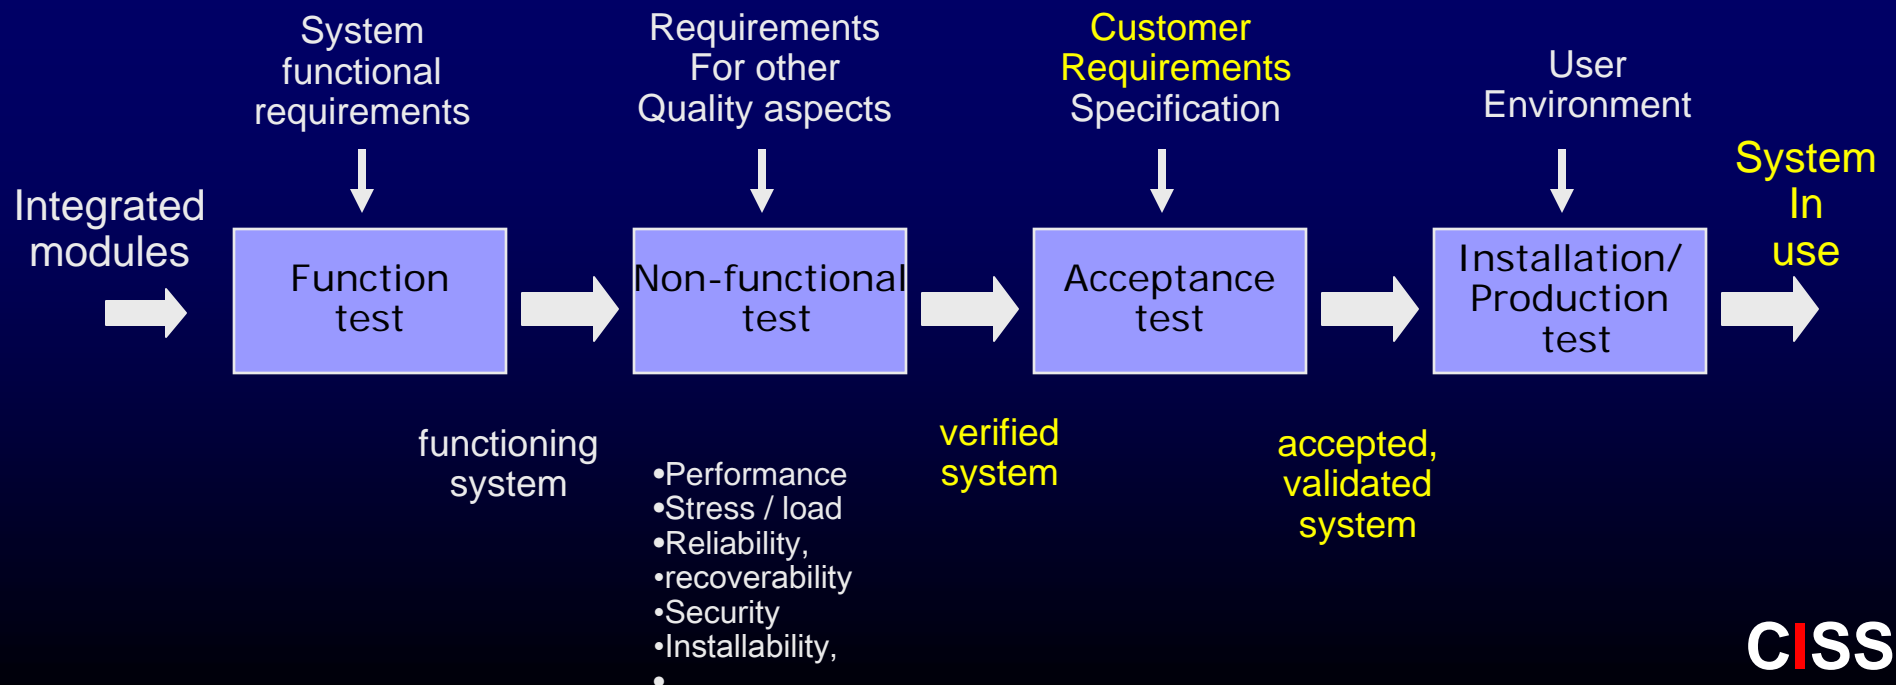 System
functional
requirements
Requirements
For other
Quality aspects
Customer
Requirements
Specification
User
Environment
System
In
use
Integrated
modules
Function
test
Non-functional
test
Acceptance
test
Installation/
Production
test
functioning
system
•Performance
•Stress / load
•Reliability,
•recoverability
•Security
•Installability,
•
verified
system
accepted,
validated
system
CISS